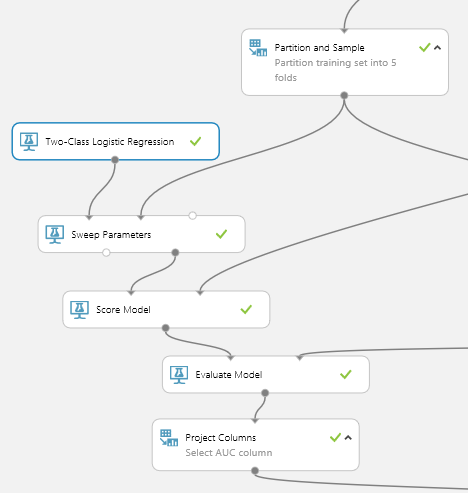 Partition and Sample
Partition training set into 5
folds
Two-Class Logistic Regression
Sweep Parameters
Score Model
Evaluate Model
Project Columns
Select AUC column